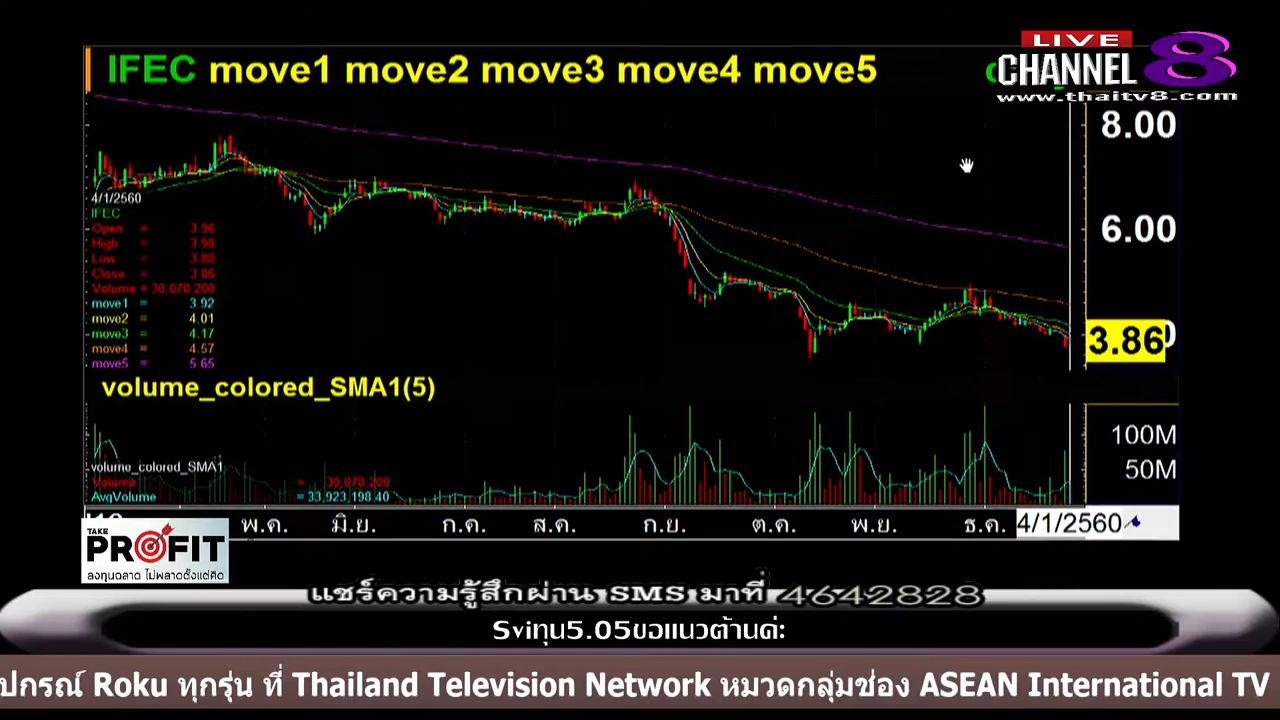 LIVE
CHANNEL 8
www.thaitv8.com
IFEC move1 move2 move3 move4 move5
8.00
6.00
3.86
4/1/2560
IFEC
Open = 3.96
High = 3.98
Low = 3.88
Close = 3.86
Volume = 30,078,200
move1 = 3.92
move2 = 4.01
move3 = 4.17
move4 = 4.57
move5 = 5.65
volume_colored_SMA1(5)
100M
50M
volume_colored_SMA1
Volume = 30,078,200
AvgVolume = 33,923,198.40
พ.ค. มิ.ย. ก.ค. ส.ค. ก.ย. ต.ค. พ.ย. ธ.ค. 4/1/2560
TAKE
PROFIT
ลงทุนฉลาด ไม่พลาดตั้งแต่คิด
แชร์ความรู้สึกผ่าน SMS มาที่ 4642828
Sviทุน5.05ขอแนวต้านค่ะ
ปกรณ์ Roku ทุกรุ่น ที่ Thailand Television Network หมวดกลุ่มช่อง ASEAN International TV